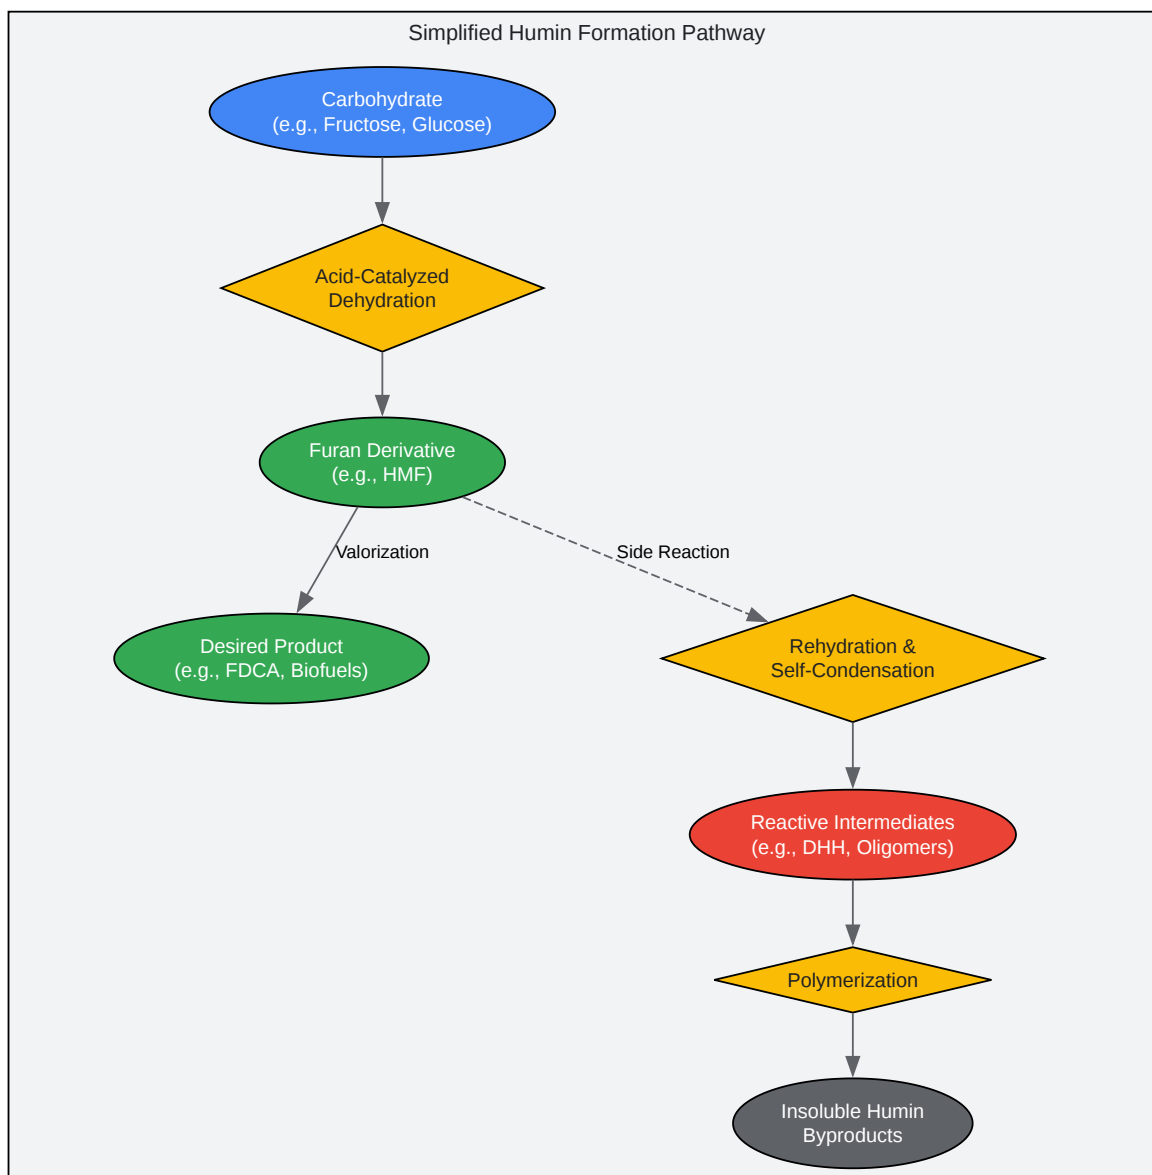 Simplified Humin Formation Pathway
Carbohydrate
(e.g., Fructose, Glucose)
Acid-Catalyzed
Dehydration
Furan Derivative
(e.g., HMF)
Valorization
Side Reaction
Desired Product
(e.g., FDCA, Biofuels)
Rehydration &
Self-Condensation
Reactive Intermediates
(e.g., DHH, Oligomers)
Polymerization
Insoluble Humin
Byproducts